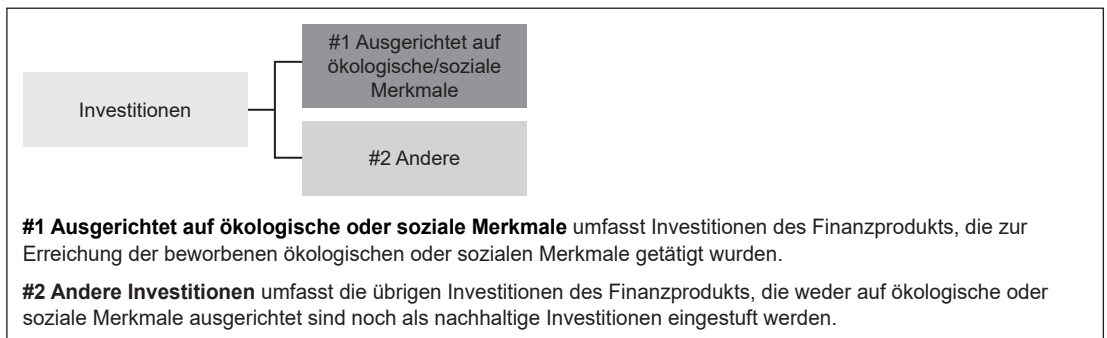 #1 Ausgerichtet auf
ökologische/soziale
Merkmale
Investitionen
#2 Andere
#1 Ausgerichtet auf ökologische oder soziale Merkmale umfasst Investitionen des Finanzprodukts, die zur
Erreichung der beworbenen ökologischen oder sozialen Merkmale getätigt wurden.
#2 Andere Investitionen umfasst die übrigen Investitionen des Finanzprodukts, die weder auf ökologische oder
soziale Merkmale ausgerichtet sind noch als nachhaltige Investitionen eingestuft werden.